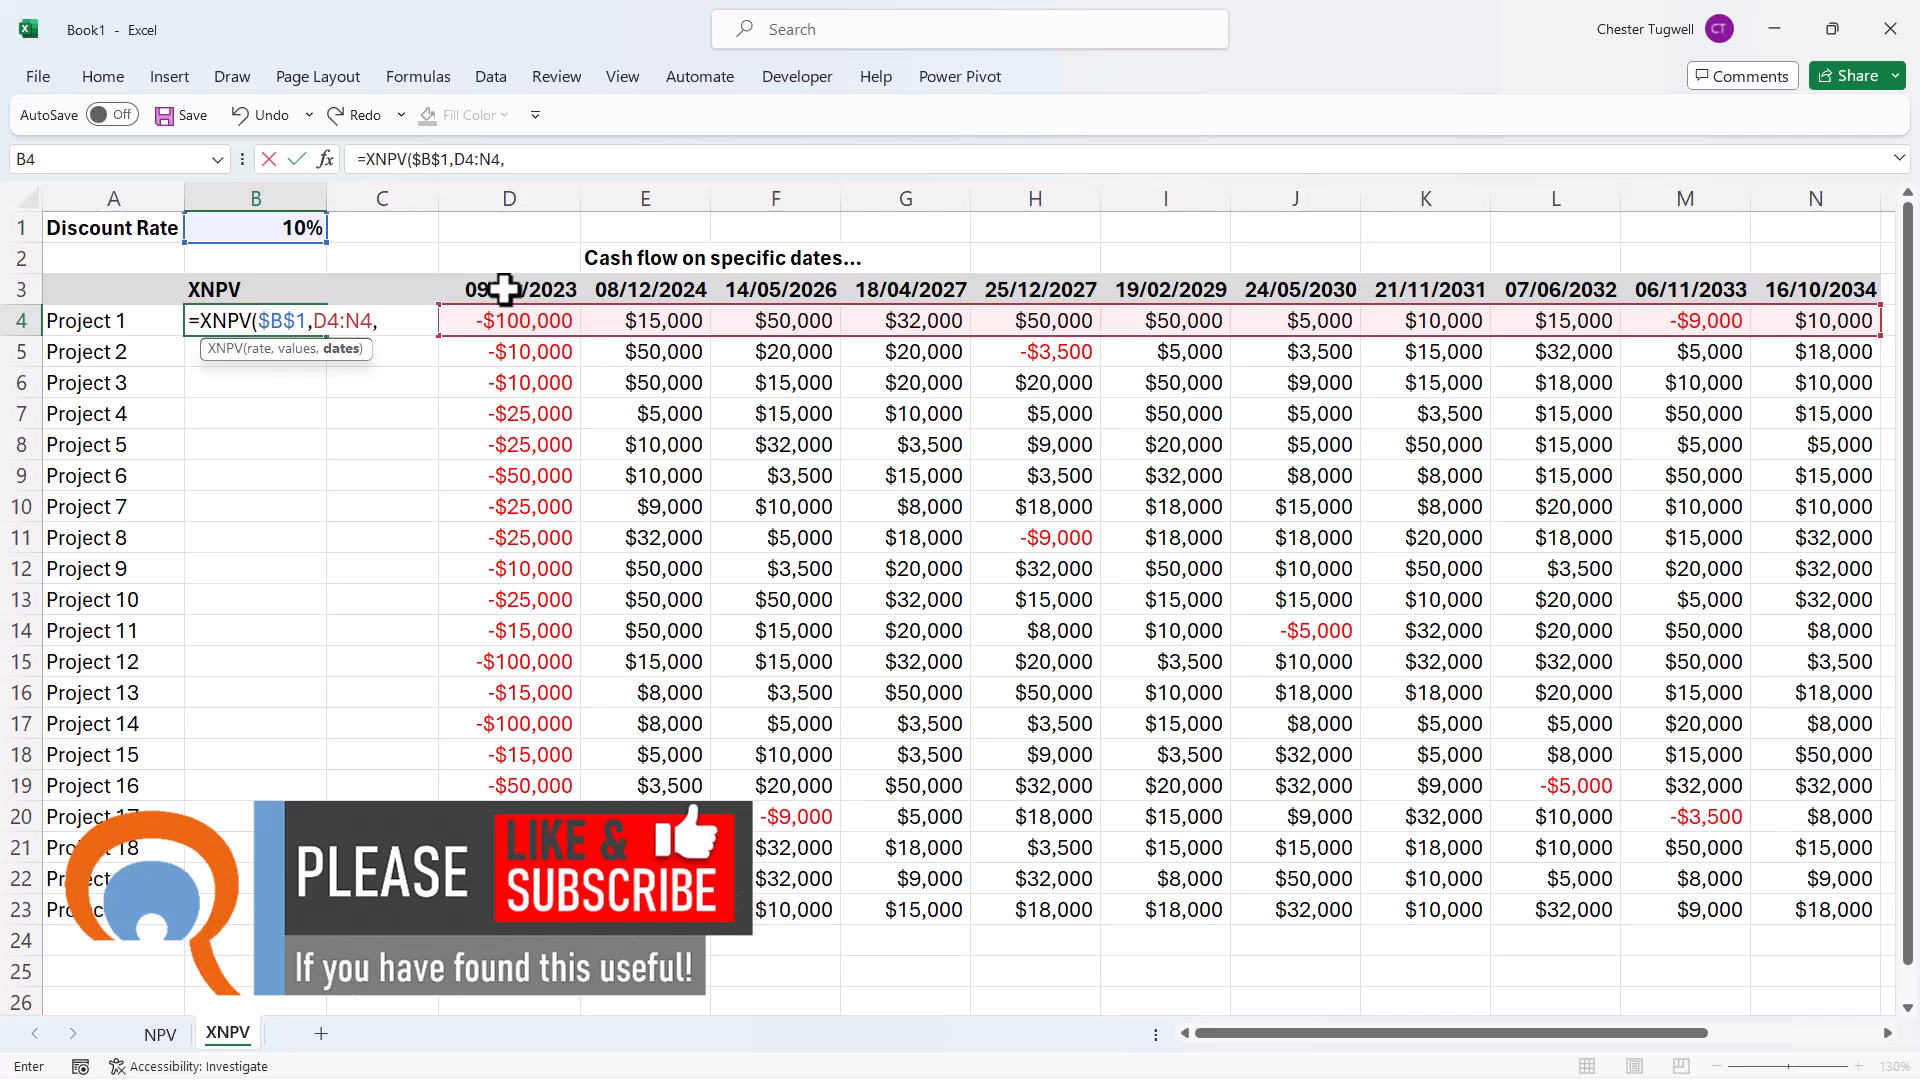 Book1 - Excel
Search
Chester Tugwell CT
File Home Insert Draw Page Layout Formulas Data Review View Automate Developer Help Power Pivot
Comments Share
AutoSave Off Save Undo Redo Fill Color
B4 fx =XNPV($B$1,D4:N4,
A B C D E F G H I J K L M N
1 Discount Rate 10%
2 Cash flow on specific dates...
3 XNPV 09 /2023 08/12/2024 14/05/2026 18/04/2027 25/12/2027 19/02/2029 24/05/2030 21/11/2031 07/06/2032 06/11/2033 16/10/2034
4 Project 1 =XNPV($B$1,D4:N4, -$100,000 $15,000 $50,000 $32,000 $50,000 $50,000 $5,000 $10,000 $15,000 -$9,000 $10,000
XNPV(rate, values, dates)
5 Project 2 -$10,000 $50,000 $20,000 $20,000 -$3,500 $5,000 $3,500 $15,000 $32,000 $5,000 $18,000
6 Project 3 -$10,000 $50,000 $15,000 $20,000 $20,000 $50,000 $9,000 $15,000 $18,000 $10,000 $10,000
7 Project 4 -$25,000 $5,000 $15,000 $10,000 $5,000 $50,000 $5,000 $3,500 $15,000 $50,000 $15,000
8 Project 5 -$25,000 $10,000 $32,000 $3,500 $9,000 $20,000 $5,000 $50,000 $15,000 $5,000 $5,000
9 Project 6 -$50,000 $10,000 $3,500 $15,000 $3,500 $32,000 $8,000 $8,000 $15,000 $50,000 $15,000
10 Project 7 -$25,000 $9,000 $10,000 $8,000 $18,000 $18,000 $15,000 $8,000 $20,000 $10,000 $10,000
11 Project 8 -$25,000 $32,000 $5,000 $18,000 -$9,000 $18,000 $18,000 $20,000 $18,000 $15,000 $32,000
12 Project 9 -$10,000 $50,000 $3,500 $20,000 $32,000 $50,000 $10,000 $50,000 $3,500 $20,000 $32,000
13 Project 10 -$25,000 $50,000 $50,000 $32,000 $15,000 $15,000 $15,000 $10,000 $20,000 $5,000 $32,000
14 Project 11 -$15,000 $50,000 $15,000 $20,000 $8,000 $10,000 -$5,000 $32,000 $20,000 $50,000 $8,000
15 Project 12 -$100,000 $15,000 $15,000 $32,000 $20,000 $3,500 $10,000 $32,000 $32,000 $50,000 $3,500
16 Project 13 -$15,000 $8,000 $3,500 $50,000 $50,000 $10,000 $18,000 $18,000 $20,000 $15,000 $18,000
17 Project 14 -$100,000 $8,000 $5,000 $3,500 $3,500 $15,000 $8,000 $5,000 $5,000 $20,000 $8,000
18 Project 15 -$15,000 $5,000 $10,000 $3,500 $9,000 $3,500 $32,000 $5,000 $8,000 $15,000 $50,000
19 Project 16 -$50,000 $3,500 $20,000 $50,000 $32,000 $20,000 $32,000 $9,000 -$5,000 $32,000 $32,000
20 Project 17 -$9,000 $5,000 $18,000 $15,000 $9,000 $32,000 $10,000 -$3,500 $8,000
21 18 $32,000 $18,000 $3,500 $15,000 $15,000 $18,000 $10,000 $50,000 $15,000
22 $32,000 $9,000 $32,000 $8,000 $50,000 $10,000 $5,000 $8,000 $9,000
23 $10,000 $15,000 $18,000 $18,000 $32,000 $10,000 $32,000 $9,000 $18,000
24
25
26
PLEASE LIKE & SUBSCRIBE
If you have found this useful!
NPV XNPV
Enter Accessibility: Investigate 130%